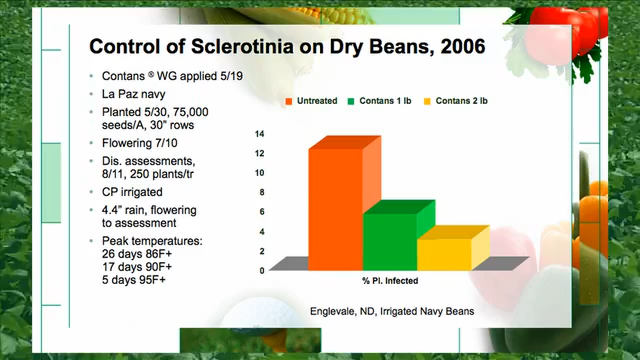 Control of Sclerotinia on Dry Beans, 2006
• Contans ® WG applied 5/19
• La Paz navy
• Planted 5/30, 75,000
seeds/A, 30" rows
• Flowering 7/10
• Dis. assessments,
8/11, 250 plants/tr
• CP irrigated
• 4.4" rain, flowering
to assessment
• Peak temperatures:
26 days 86F+
17 days 90F+
5 days 95F+
Untreated Contans 1 lb Contans 2 lb
14
12
10
8
6
4
2
0
% Pl. Infected
Englevale, ND, Irrigated Navy Beans